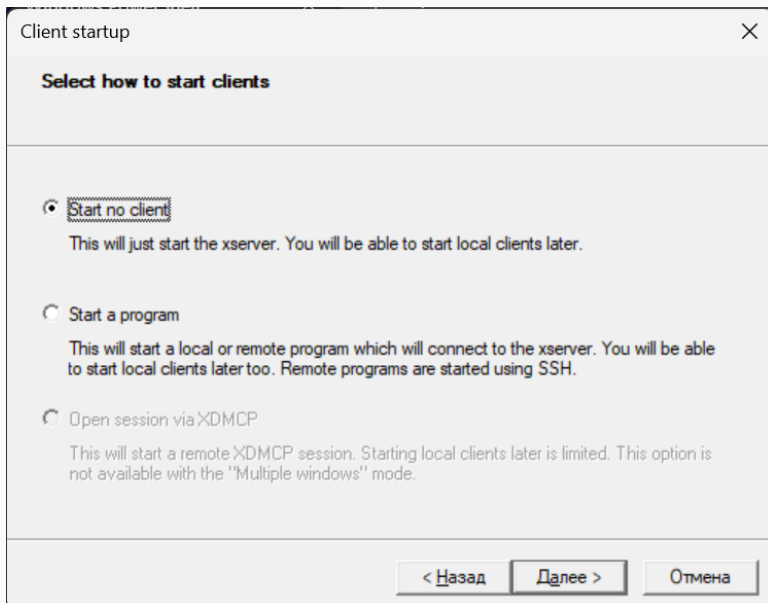 Client startup
Select how to start clients
Start no client
This will just start the xserver. You will be able to start local clients later.
Start a program
This will start a local or remote program which will connect to the xserver. You will be able
to start local clients later too. Remote programs are started using SSH.
Open session via XDMCP
This will start a remote XDMCP session. Starting local clients later is limited. This option is
not available with the "Multiple windows" mode.
< Назад
Далее >
Отмена